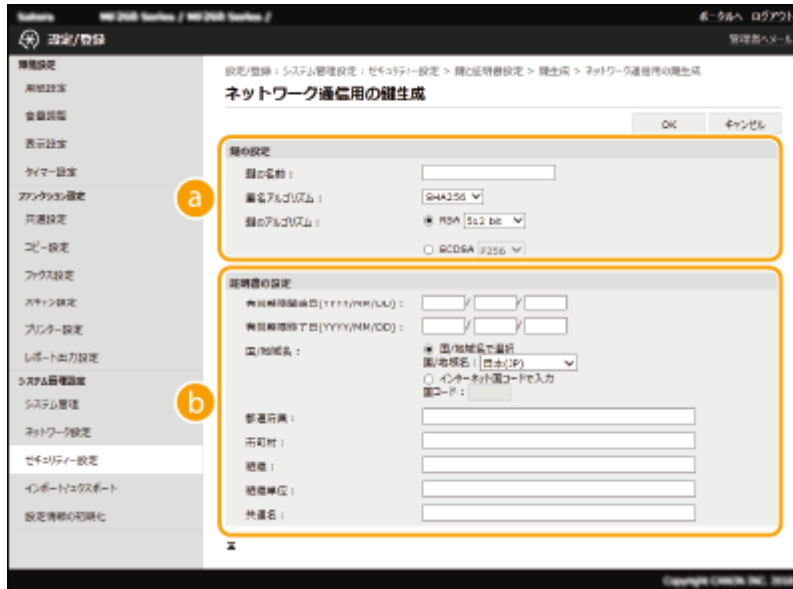 ポータルへ ログアウト
設定/登録
管理者へメール
環境設定
用紙設定
音量調整
表示設定
タイマー設定
ファンクション設定
共通設定
コピー設定
ファクス設定
スキャン設定
プリンター設定
レポート出力設定
システム管理設定
システム管理
ネットワーク設定
セキュリティー設定
インポート/エクスポート
設定情報の初期化
設定/登録:システム管理設定:セキュリティー設定 > 鍵と証明書設定 > 鍵生成 > ネットワーク通信用の鍵生成
ネットワーク通信用の鍵生成
OK キャンセル
a
鍵の設定
鍵の名前:
署名アルゴリズム: SHA256
鍵のアルゴリズム: RSA 512 bit
ECDSA P256
b
証明書の設定
有効期限開始日(YYYY/MM/DD): / /
有効期限終了日(YYYY/MM/DD): / /
国/地域名: 国/地域名で選択
国/地域名: 日本(JP)
インターネット国コードで入力
国コード:
都道府県:
市町村:
組織:
組織単位:
共通名:
Copyright CANON INC. 2018